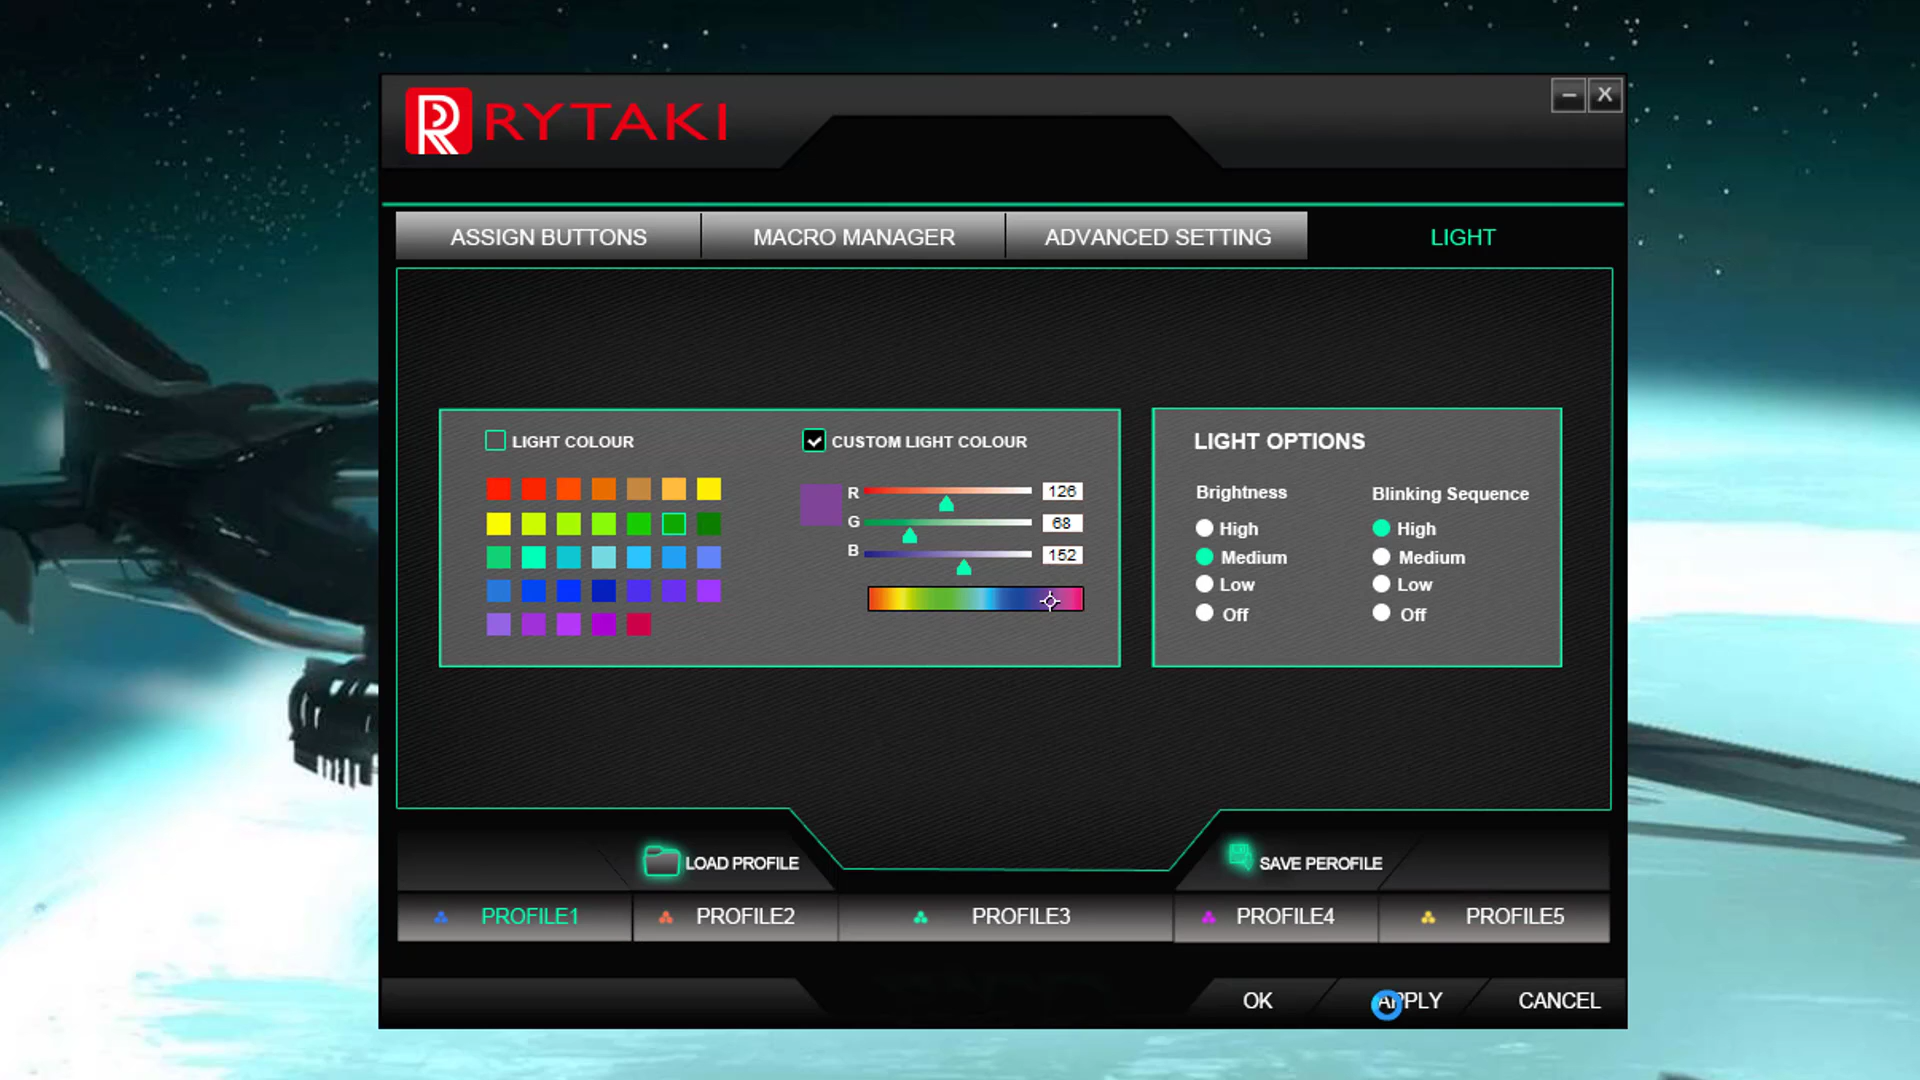 RYTAKI
X
ASSIGN BUTTONS MACRO MANAGER ADVANCED SETTING LIGHT
LIGHT COLOUR
CUSTOM LIGHT COLOUR
R 126
G 68
B 152
LIGHT OPTIONS
Brightness
High
Medium
Low
Off
Blinking Sequence
High
Medium
Low
Off
LOAD PROFILE SAVE PEROFILE
PROFILE1 PROFILE2 PROFILE3 PROFILE4 PROFILE5
OK APPLY CANCEL